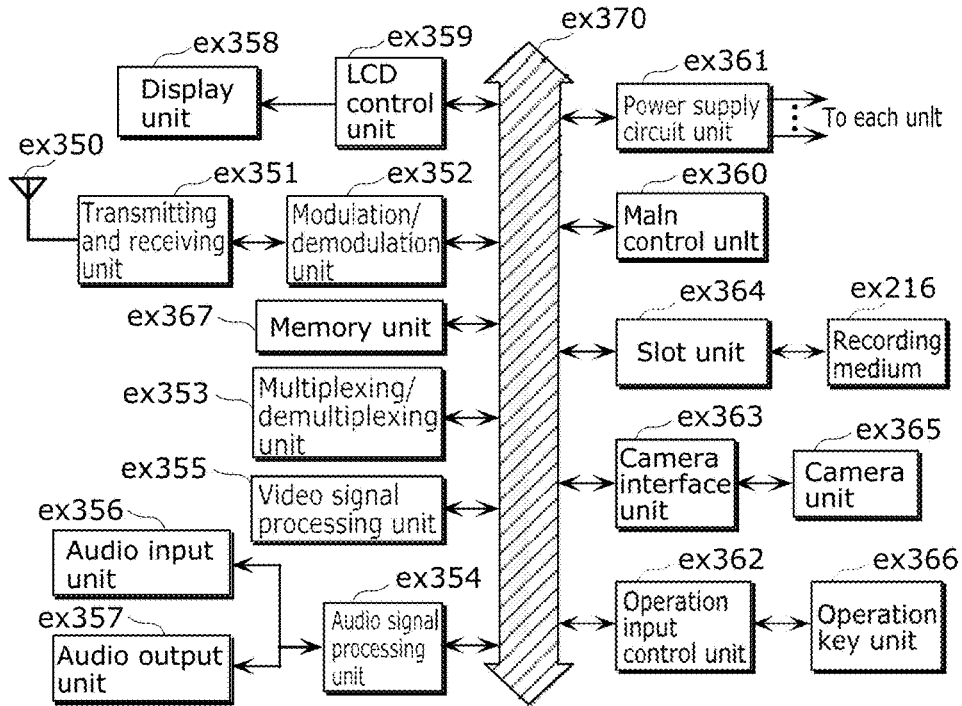 ex370
ex358
ex359
Display
unit
LCD
control
unit
ex361
Power supply
circuit unit
To each unit
ex350
ex351
ex352
Transmitting
and receiving
unit
Modulation/
demodulation
unit
ex360
Main
control unit
ex367
Memory unit
ex364
Slot unit
ex216
Recording
medium
ex353
Multiplexing/
demultiplexing
unit
ex363
Camera
interface
unit
ex365
Camera
unit
ex355
Video signal
processing unit
ex356
Audio input
unit
ex357
Audio output
unit
ex354
Audio signal
processing
unit
ex362
Operation
input
control unit
ex366
Operation
key unit